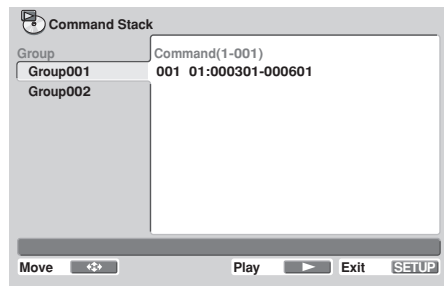 Command Stack
Group
Command(1-001)
Group001
001 01:000301-000601
Group002
Move Play Exit SETUP